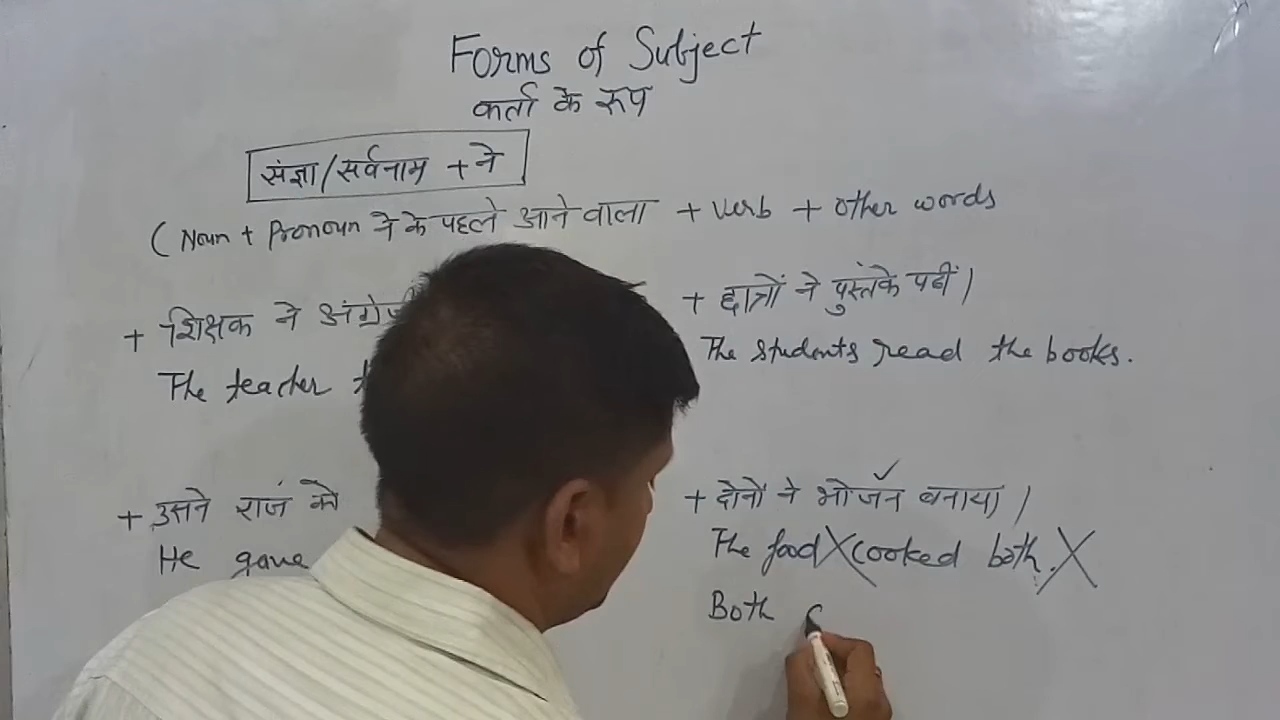 Forms of Subject
कर्ता के रूप
संज्ञा/सर्वनाम + ने
( Noun + Pronoun ने के पहले आने वाला + Verb + other words
+ शिक्षक ने अंग्रेजी
The teacher
+ छात्रों ने पुस्तकें पढीं।
The students read the books.
+ उसने राज को
He gave
+ दोनों ने भोजन बनाया।
The food cooked both.
Both